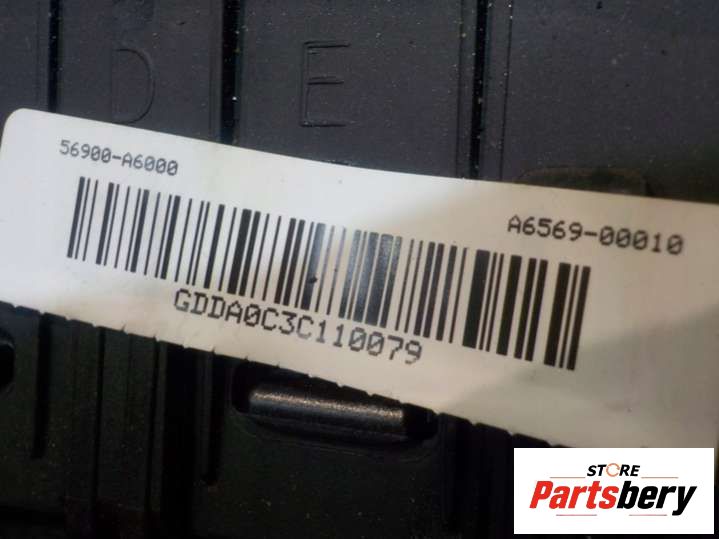 D E
56900-A6000
A6569-00010
GDDA0C3C110079
STORE
Partsbery